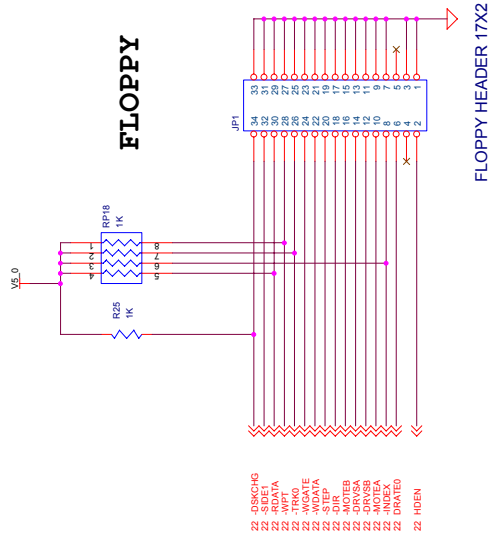 FLOPPY
FLOPPY HEADER 17X2
V5_0
R25
1K
RP18
1K
1
2
3
4
8
7
6
5
JP1
34 33
32 31
30 29
28 27
26 25
24 23
22 21
20 19
18 17
16 15
14 13
12 11
10 9
8 7
6 5
4 3
2 1
22 -DSKCHG
22 -SIDE1
22 -RDATA
22 -WPT
22 -TRK0
22 -WGATE
22 -WDATA
22 -STEP
22 -DIR
22 -MOTEB
22 -DRVSA
22 -DRVSB
22 -MOTEA
22 -INDEX
22 DRATE0
22 HDEN